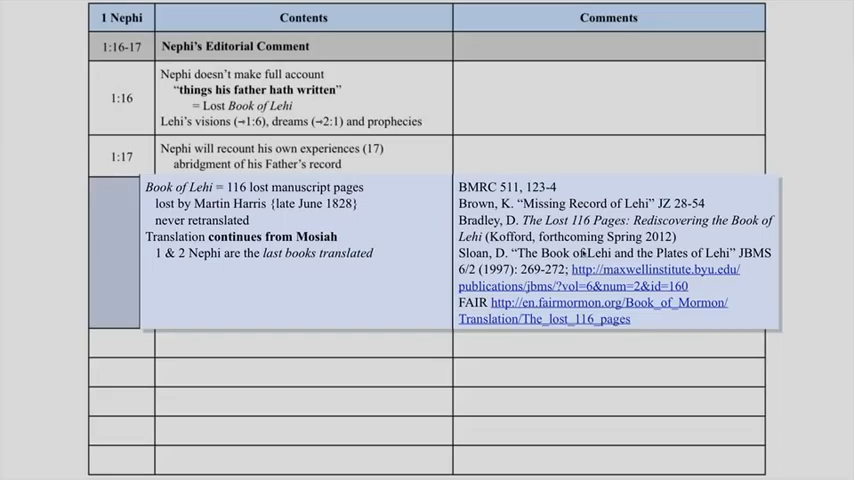 1 Nephi
Contents
Comments
1:16-17
Nephi's Editorial Comment
1:16
Nephi doesn't make full account
"things his father hath written"
= Lost Book of Lehi
Lehi's visions (→1:6), dreams (→2:1) and prophecies
1:17
Nephi will recount his own experiences (17)
abridgment of his Father's record
Book of Lehi = 116 lost manuscript pages
lost by Martin Harris {late June 1828}
never retranslated
Translation continues from Mosiah
1 & 2 Nephi are the last books translated
BMRC 511, 123-4
Brown, K. "Missing Record of Lehi" JZ 28-54
Bradley, D. The Lost 116 Pages: Rediscovering the Book of
Lehi (Kofford, forthcoming Spring 2012)
Sloan, D. "The Book of Lehi and the Plates of Lehi" JBMS
6/2 (1997): 269-272; http://maxwellinstitute.byu.edu/
publications/jbms/?vol=6&num=2&id=160
FAIR http://en.fairmormon.org/Book_of_Mormon/
Translation/The_lost_116_pages